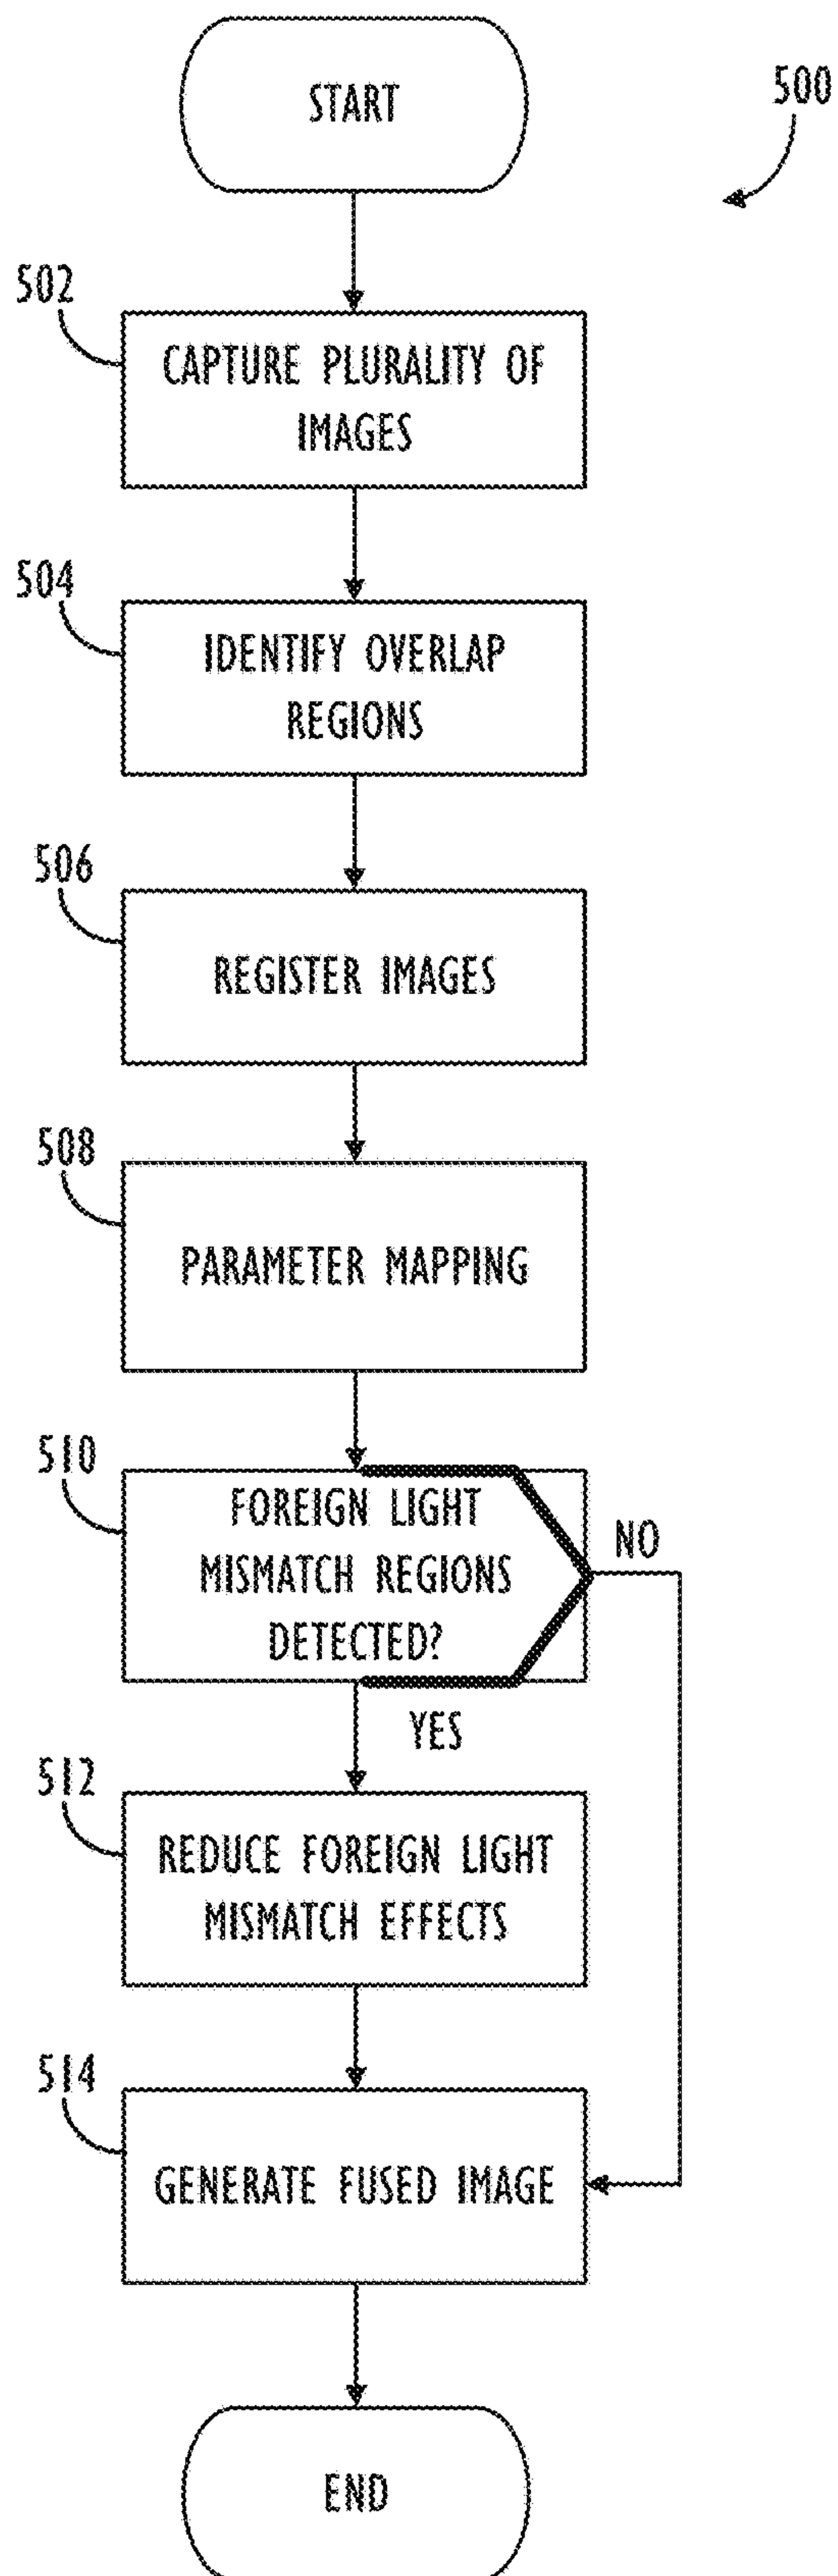 START
500
502
CAPTURE PLURALITY OF
IMAGES
504
IDENTIFY OVERLAP
REGIONS
506
REGISTER IMAGES
508
PARAMETER MAPPING
510
FOREIGN LIGHT
MISMATCH REGIONS
DETECTED?
NO
YES
512
REDUCE FOREIGN LIGHT
MISMATCH EFFECTS
514
GENERATE FUSED IMAGE
END